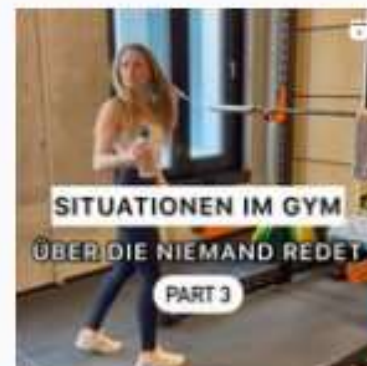 SITUATIONEN IM GYM
ÜBER DIE NIEMAND REDET
PART 3